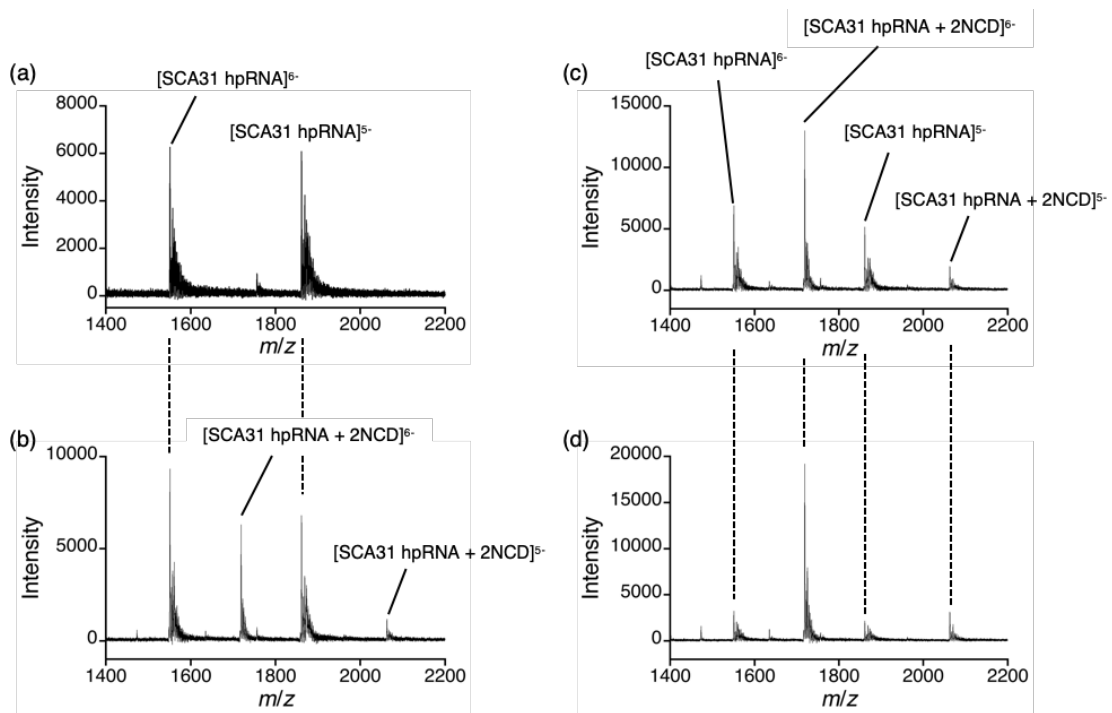 (a)
[SCA31 hpRNA]⁶⁻
[SCA31 hpRNA]⁵⁻
8000
6000
4000
2000
0
Intensity
1400 1600 1800 2000 2200
m/z
(b)
[SCA31 hpRNA + 2NCD]⁶⁻
[SCA31 hpRNA + 2NCD]⁵⁻
10000
5000
0
Intensity
1400 1600 1800 2000 2200
m/z
(c)
[SCA31 hpRNA + 2NCD]⁶⁻
[SCA31 hpRNA]⁶⁻
[SCA31 hpRNA]⁵⁻
[SCA31 hpRNA + 2NCD]⁵⁻
15000
10000
5000
0
Intensity
1400 1600 1800 2000 2200
m/z
(d)
20000
15000
10000
5000
0
Intensity
1400 1600 1800 2000 2200
m/z